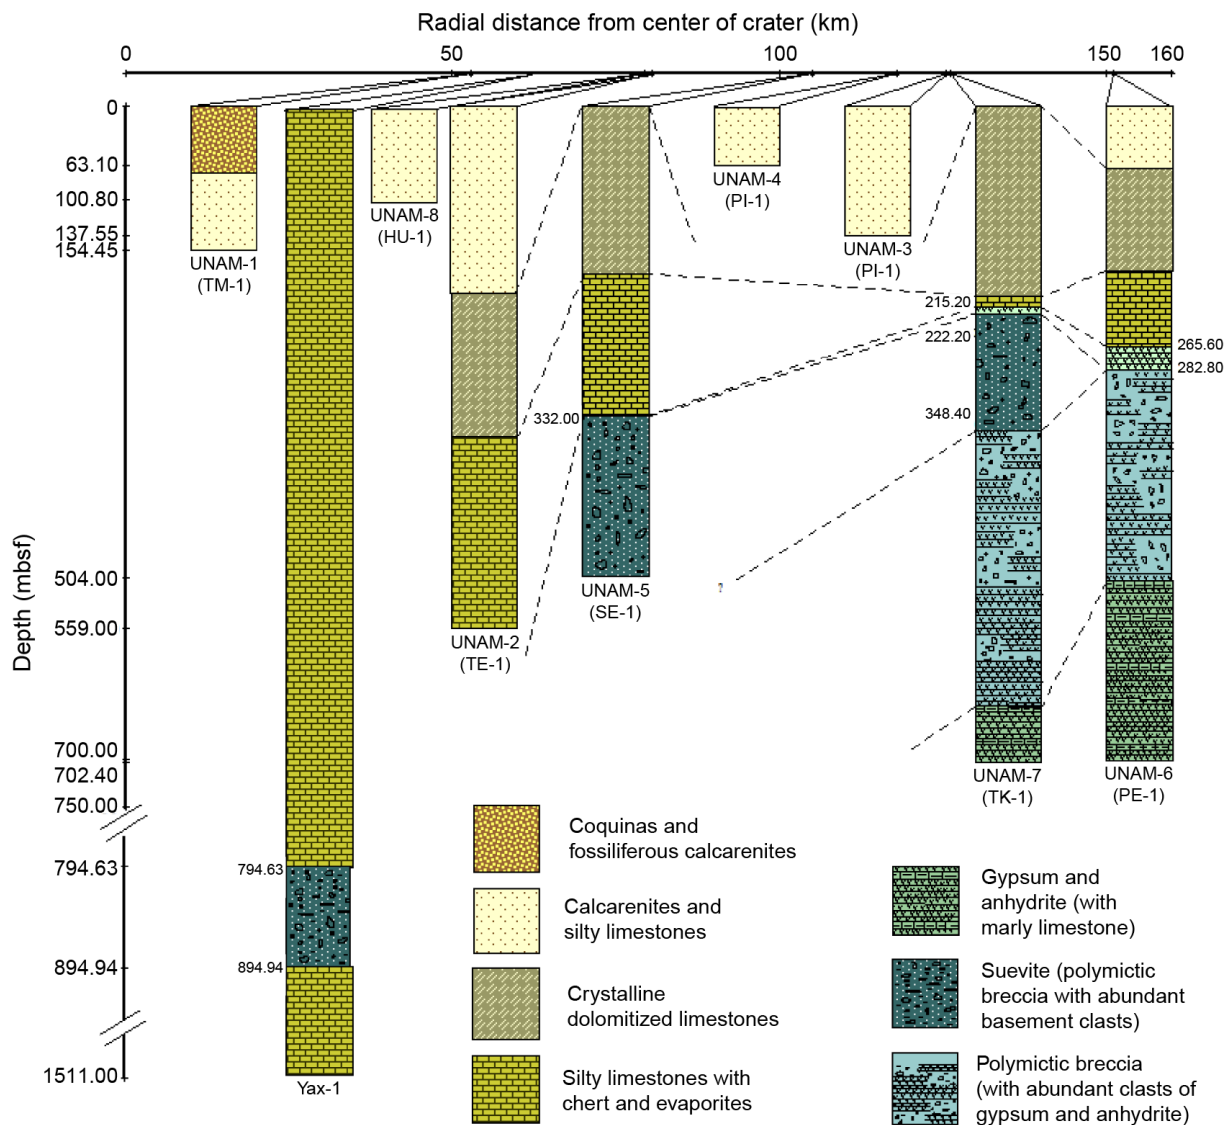 Radial distance from center of crater (km)
0 50 100 150 160
Depth (mbsf)
0
63.10
100.80
137.55
154.45
504.00
559.00
700.00
702.40
750.00
794.63
894.94
1511.00
UNAM-1
(TM-1)
794.63
894.94
Yax-1
UNAM-8
(HU-1)
UNAM-2
(TE-1)
332.00
UNAM-5
(SE-1)
UNAM-4
(PI-1)
?
UNAM-3
(PI-1)
215.20
222.20
348.40
UNAM-7
(TK-1)
265.60
282.80
UNAM-6
(PE-1)
Coquinas and
fossiliferous calcarenites
Calcarenites and
silty limestones
Crystalline
dolomitized limestones
Silty limestones with
chert and evaporites
Gypsum and
anhydrite (with
marly limestone)
Suevite (polymictic
breccia with abundant
basement clasts)
Polymictic breccia
(with abundant clasts of
gypsum and anhydrite)